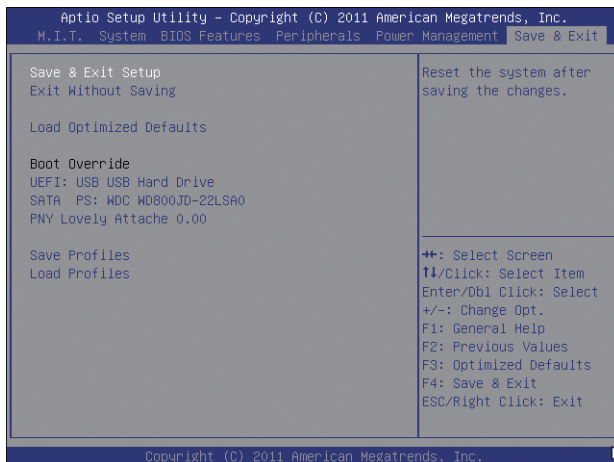 Aptio Setup Utility – Copyright (C) 2011 American Megatrends, Inc.
M.I.T. System BIOS Features Peripherals Power Management Save & Exit
Save & Exit Setup
Exit Without Saving
Load Optimized Defaults
Boot Override
UEFI: USB USB Hard Drive
SATA PS: WDC WD800JD-22LSA0
PNY Lovely Attache 0.00
Save Profiles
Load Profiles
Reset the system after
saving the changes.
→←: Select Screen
↑↓/Click: Select Item
Enter/Dbl Click: Select
+/-: Change Opt.
F1: General Help
F2: Previous Values
F3: Optimized Defaults
F4: Save & Exit
ESC/Right Click: Exit
Copyright (C) 2011 American Megatrends, Inc.